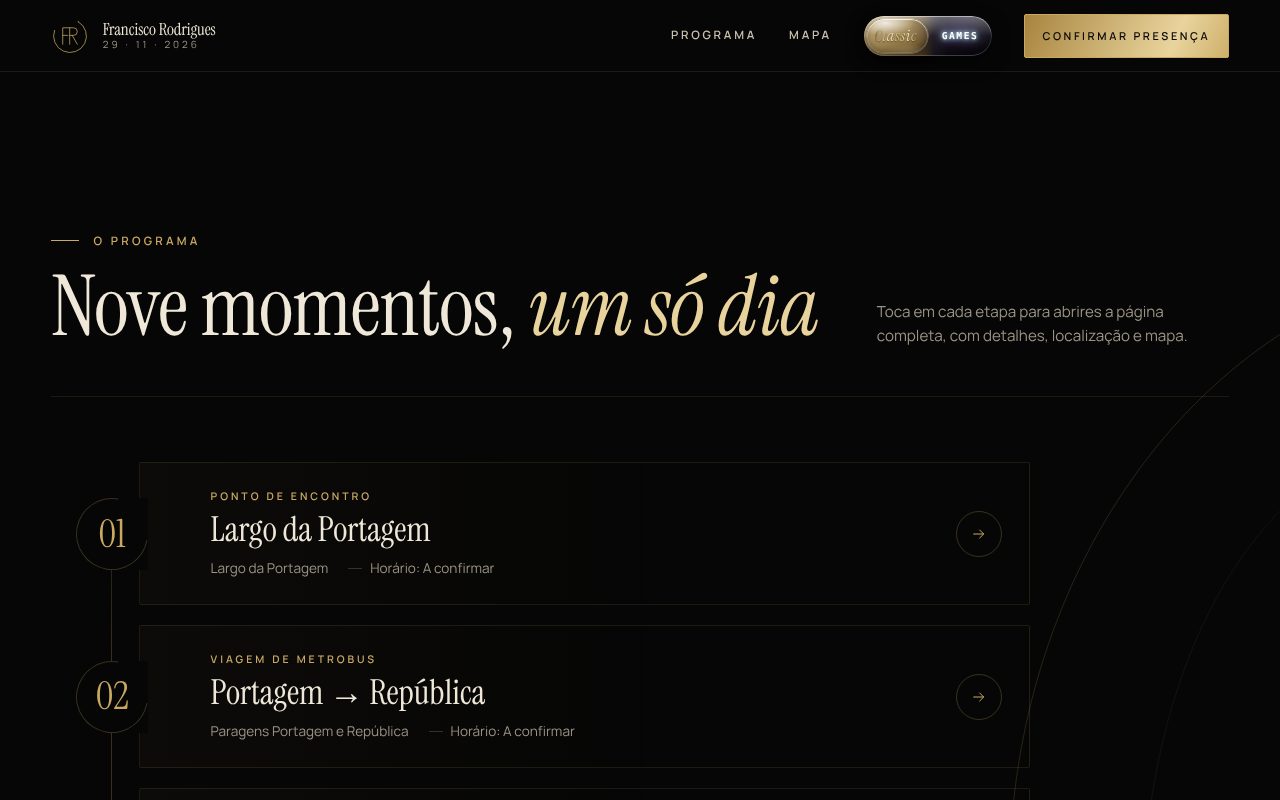 FR
Francisco Rodrigues
29 · 11 · 2026
PROGRAMA
MAPA
Classic
GAMES
CONFIRMAR PRESENÇA
O PROGRAMA
Nove momentos, um só dia
Toca em cada etapa para abrires a página
completa, com detalhes, localização e mapa.
01
PONTO DE ENCONTRO
Largo da Portagem
Largo da Portagem — Horário: A confirmar
→
02
VIAGEM DE METROBUS
Portagem → República
Paragens Portagem e República — Horário: A confirmar
→